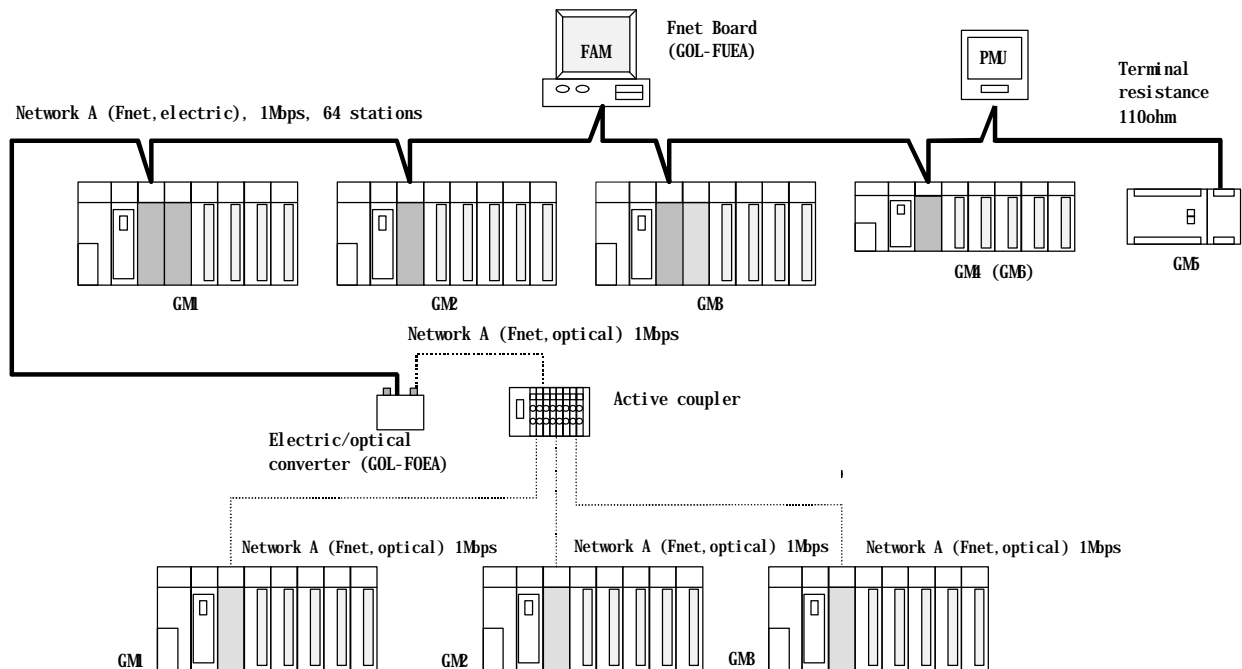 Fnet Board
(GOL-FUEA)
FAM
PMU
Terminal
resistance
110ohm
Network A (Fnet,electric), 1Mbps, 64 stations
GM1
GM2
GM3
GM4 (GM6)
GM5
Network A (Fnet,optical) 1Mbps
Active coupler
Electric/optical
converter (GOL-FOEA)
Network A (Fnet,optical) 1Mbps
Network A (Fnet,optical) 1Mbps
Network A (Fnet,optical) 1Mbps
GM1
GM2
GM3